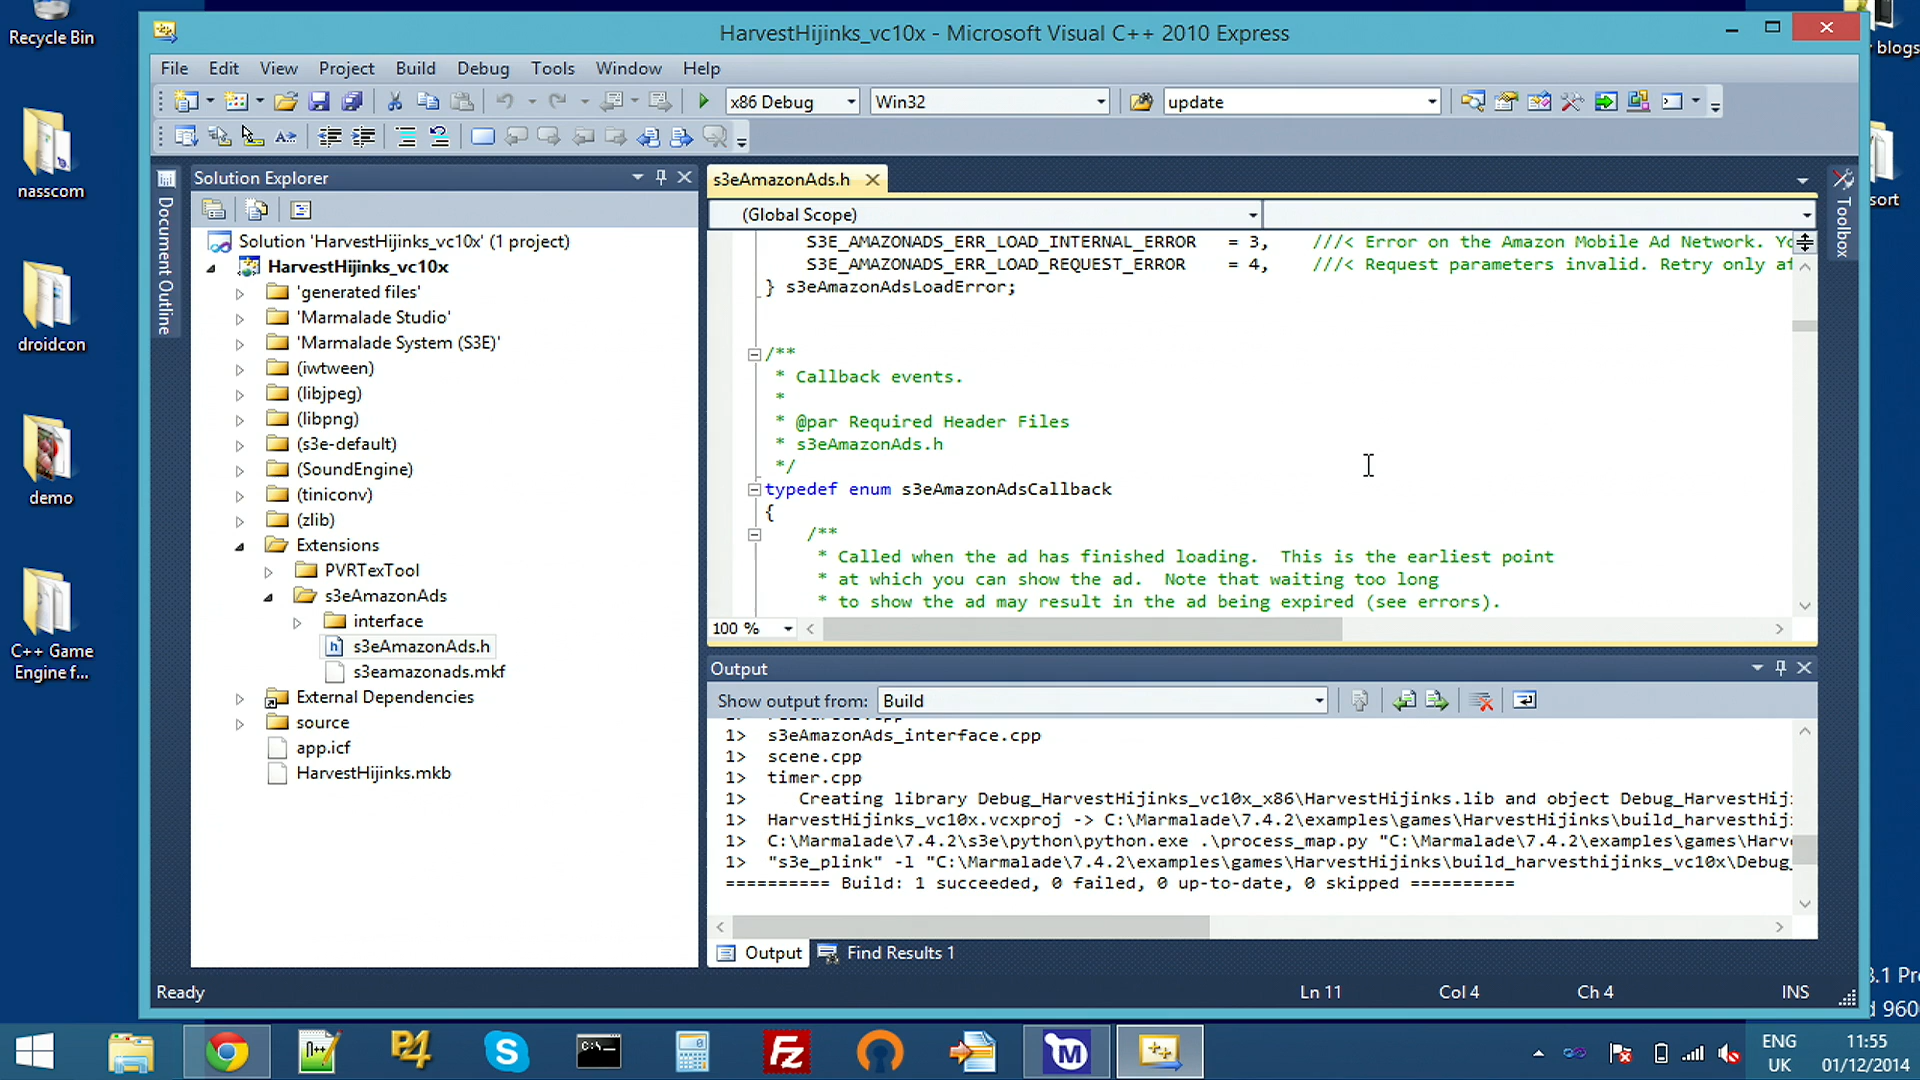 Recycle Bin
nasscom
droidcon
demo
C++ Game
Engine f...
HarvestHijinks_vc10x - Microsoft Visual C++ 2010 Express
File Edit View Project Build Debug Tools Window Help
x86 Debug Win32 update
Solution Explorer
Document Outline
Solution 'HarvestHijinks_vc10x' (1 project)
HarvestHijinks_vc10x
'generated files'
'Marmalade Studio'
'Marmalade System (S3E)'
(iwtween)
(libjpeg)
(libpng)
(s3e-default)
(SoundEngine)
(tiniconv)
(zlib)
Extensions
PVRTexTool
s3eAmazonAds
interface
s3eAmazonAds.h
s3eamazonads.mkf
External Dependencies
source
app.icf
HarvestHijinks.mkb
s3eAmazonAds.h
(Global Scope)
S3E_AMAZONADS_ERR_LOAD_INTERNAL_ERROR = 3, ///< Error on the Amazon Mobile Ad Network. Yo
S3E_AMAZONADS_ERR_LOAD_REQUEST_ERROR = 4, ///< Request parameters invalid. Retry only af
} s3eAmazonAdsLoadError;
/**
* Callback events.
*
* @par Required Header Files
* s3eAmazonAds.h
*/
typedef enum s3eAmazonAdsCallback
{
/**
* Called when the ad has finished loading. This is the earliest point
* at which you can show the ad. Note that waiting too long
* to show the ad may result in the ad being expired (see errors).
100 %
Toolbox
Output
Show output from: Build
1> s3eAmazonAds_interface.cpp
1> scene.cpp
1> timer.cpp
1> Creating library Debug_HarvestHijinks_vc10x_x86\HarvestHijinks.lib and object Debug_HarvestHij
1> HarvestHijinks_vc10x.vcxproj -> C:\Marmalade\7.4.2\examples\games\HarvestHijinks\build_harvesthij
1> C:\Marmalade\7.4.2\s3e\python\python.exe .\process_map.py "C:\Marmalade\7.4.2\examples\games\Harv
1> "s3e_plink" -l "C:\Marmalade\7.4.2\examples\games\HarvestHijinks\build_harvesthijinks_vc10x\Debug_
========== Build: 1 succeeded, 0 failed, 0 up-to-date, 0 skipped ==========
Output Find Results 1
Ready Ln 11 Col 4 Ch 4 INS
blogs
sort
8.1 Pro
960
ENG
UK
11:55
01/12/2014